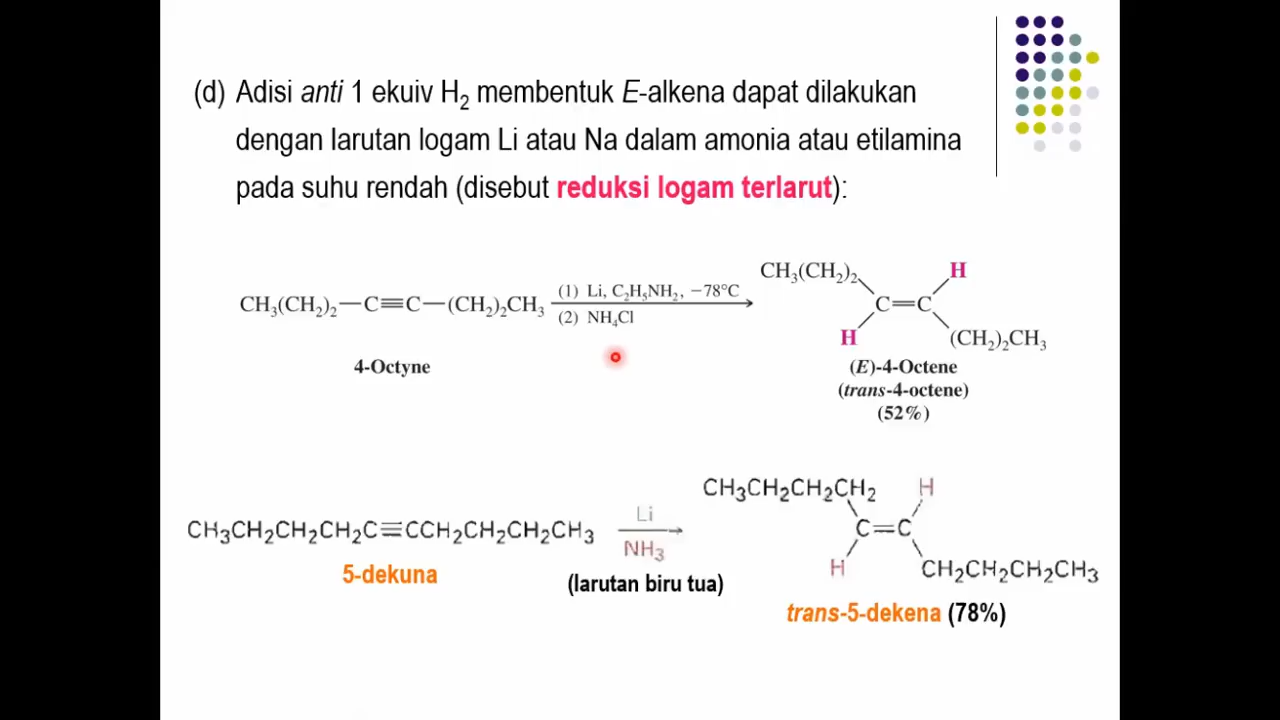 (d) Adisi anti 1 ekuiv H₂ membentuk E-alkena dapat dilakukan
dengan larutan logam Li atau Na dalam amonia atau etilamina
pada suhu rendah (disebut reduksi logam terlarut):
CH₃(CH₂)₂—C≡C—(CH₂)₂CH₃
(1) Li, C₂H₅NH₂, −78°C
(2) NH₄Cl
CH₃(CH₂)₂
H
C=C
H
(CH₂)₂CH₃
4-Octyne
(E)-4-Octene
(trans-4-octene)
(52%)
CH₃CH₂CH₂CH₂C≡CCH₂CH₂CH₂CH₃
Li
NH₃
CH₃CH₂CH₂CH₂
H
C=C
H
CH₂CH₂CH₂CH₃
5-dekuna
(larutan biru tua)
trans-5-dekena (78%)